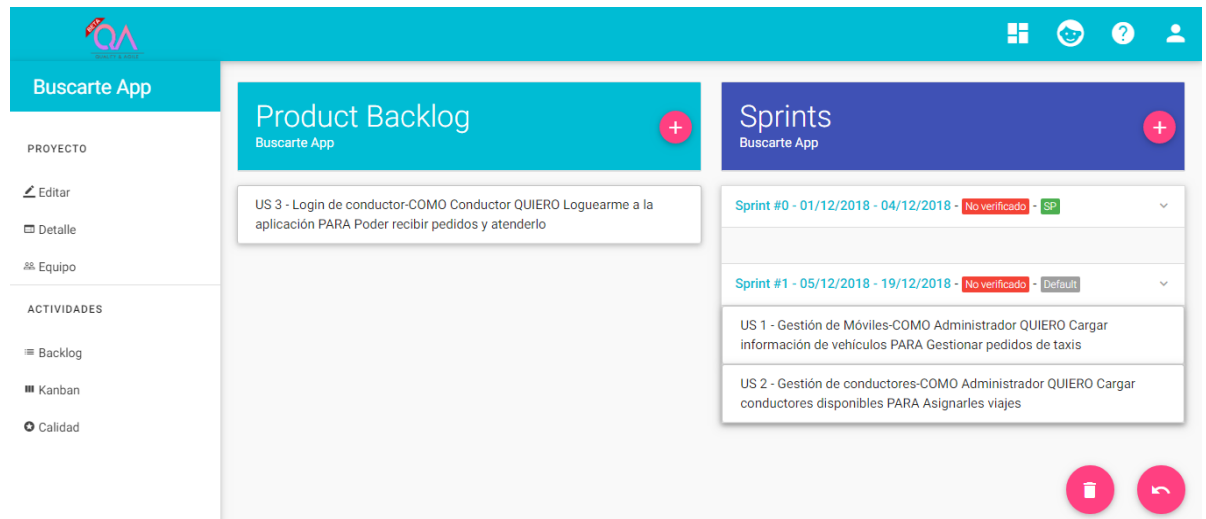 BETA
QA
Buscarte App
PROYECTO
Editar
Detalle
Equipo
ACTIVIDADES
Backlog
Kanban
Calidad
Product Backlog
Buscarte App
+
US 3 - Login de conductor-COMO Conductor QUIERO Loguearme a la
aplicación PARA Poder recibir pedidos y atenderlo
Sprints
Buscarte App
+
Sprint #0 - 01/12/2018 - 04/12/2018 - No verificado - SP
Sprint #1 - 05/12/2018 - 19/12/2018 - No verificado - Default
US 1 - Gestión de Móviles-COMO Administrador QUIERO Cargar
información de vehículos PARA Gestionar pedidos de taxis
US 2 - Gestión de conductores-COMO Administrador QUIERO Cargar
conductores disponibles PARA Asignarles viajes